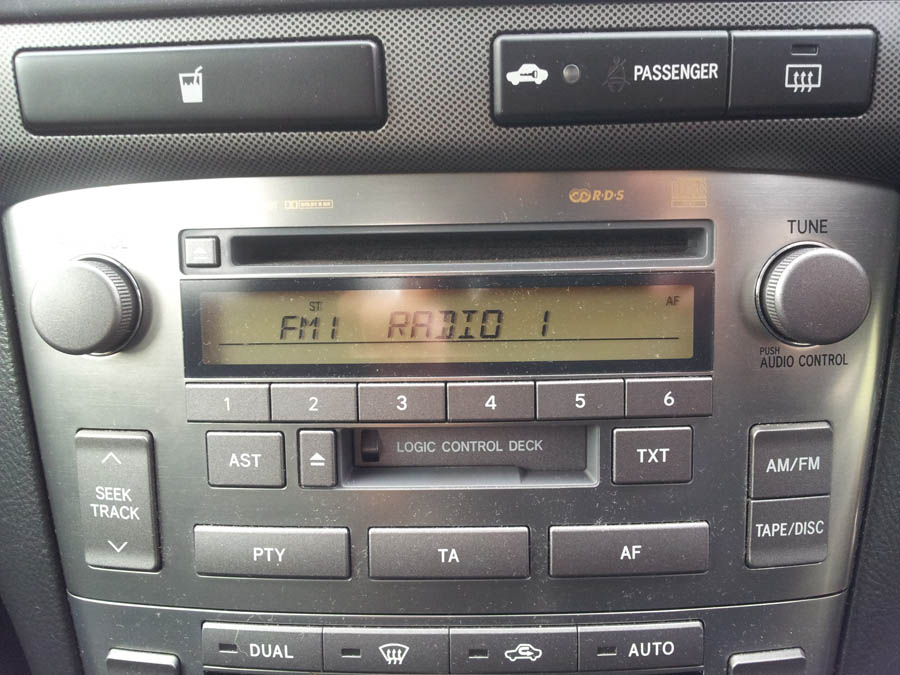 PASSENGER
R·D·S
TUNE
ST
AF
FM1 RADIO 1
PUSH
AUDIO CONTROL
1 2 3 4 5 6
AST
LOGIC CONTROL DECK
TXT
AM/FM
SEEK
TRACK
TAPE/DISC
PTY TA AF
DUAL AUTO